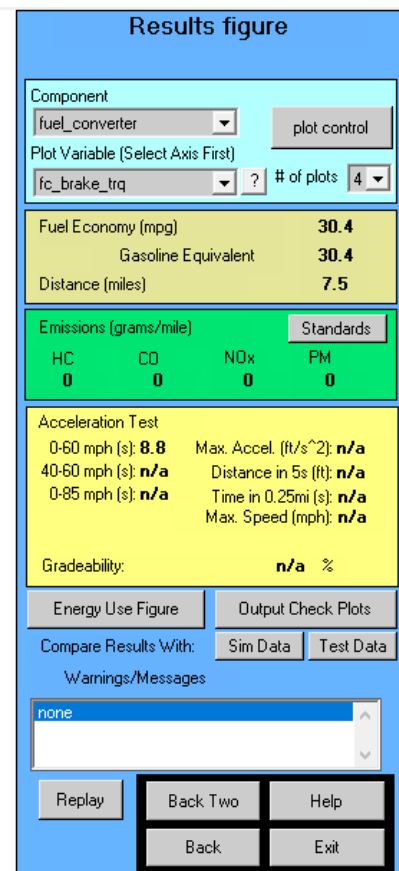 Results figure
Component
fuel_converter
plot control
Plot Variable (Select Axis First)
fc_brake_trq
?
# of plots
4
Fuel Economy (mpg) 30.4
Gasoline Equivalent 30.4
Distance (miles) 7.5
Emissions (grams/mile) Standards
HC CO NOx PM
0 0 0 0
Acceleration Test
0-60 mph (s): 8.8 Max. Accel. (ft/s^2): n/a
40-60 mph (s): n/a Distance in 5s (ft): n/a
0-85 mph (s): n/a Time in 0.25mi (s): n/a
Max. Speed (mph): n/a
Gradeability: n/a %
Energy Use Figure Output Check Plots
Compare Results With: Sim Data Test Data
Warnings/Messages
none
Replay Back Two Help
Back Exit